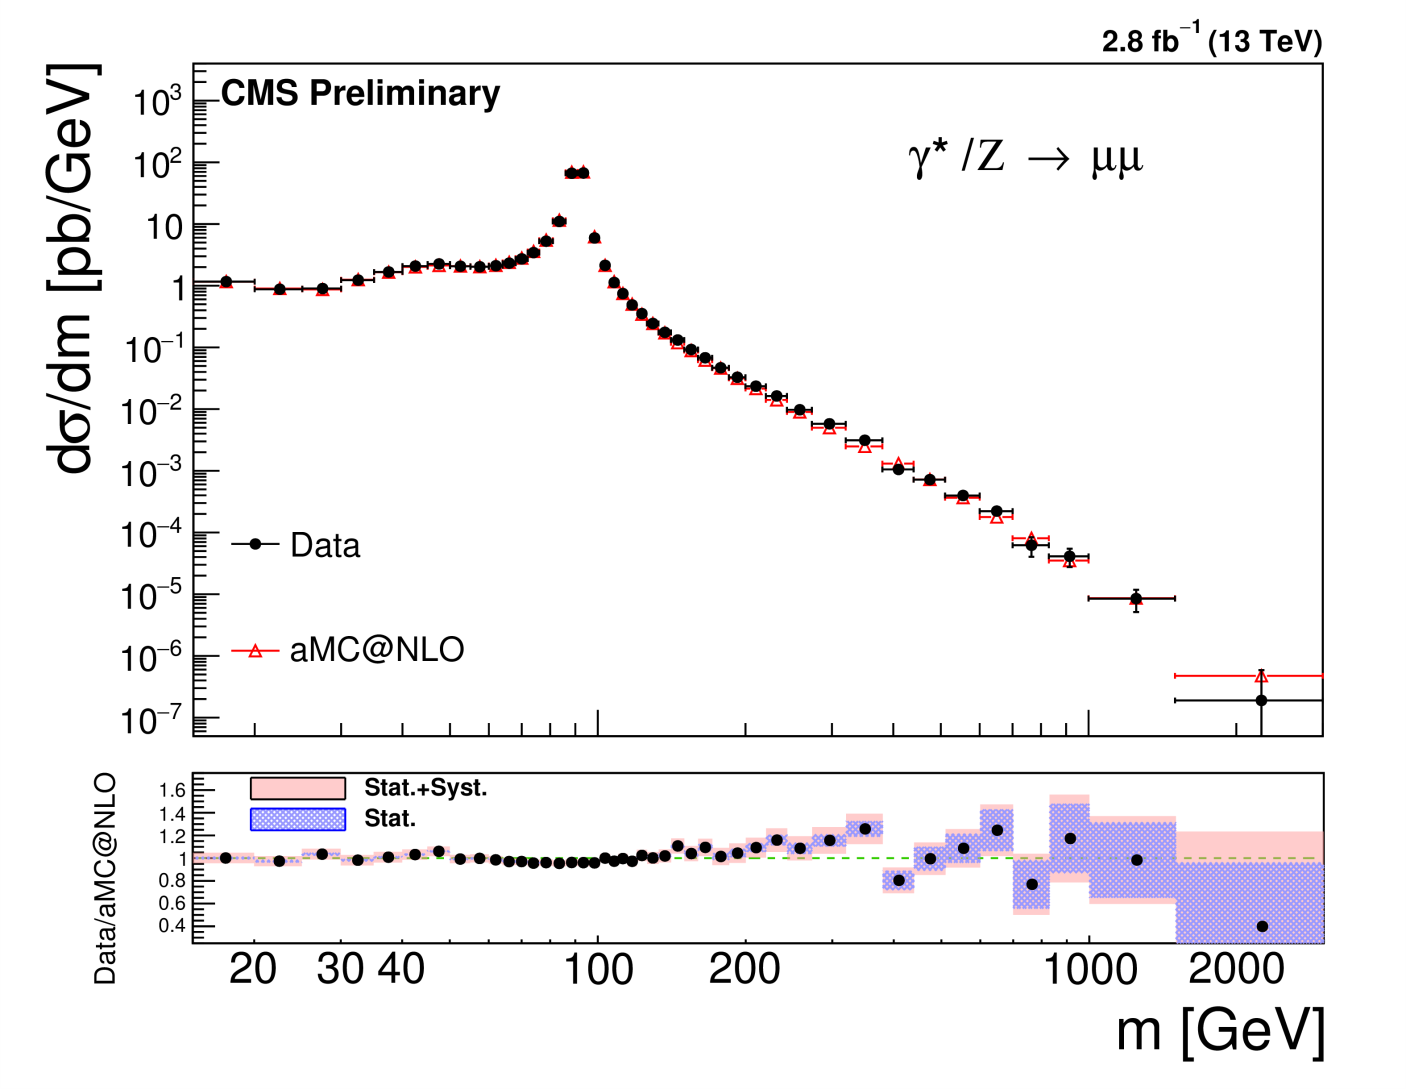 2.8 fb⁻¹ (13 TeV)
CMS Preliminary
γ* /Z → μμ
dσ/dm [pb/GeV]
10³
10²
10
1
10⁻¹
10⁻²
10⁻³
10⁻⁴
10⁻⁵
10⁻⁶
10⁻⁷
Data
aMC@NLO
Data/aMC@NLO
1.6
1.4
1.2
1
0.8
0.6
0.4
Stat.+Syst.
Stat.
20 30 40 100 200 1000 2000
m [GeV]